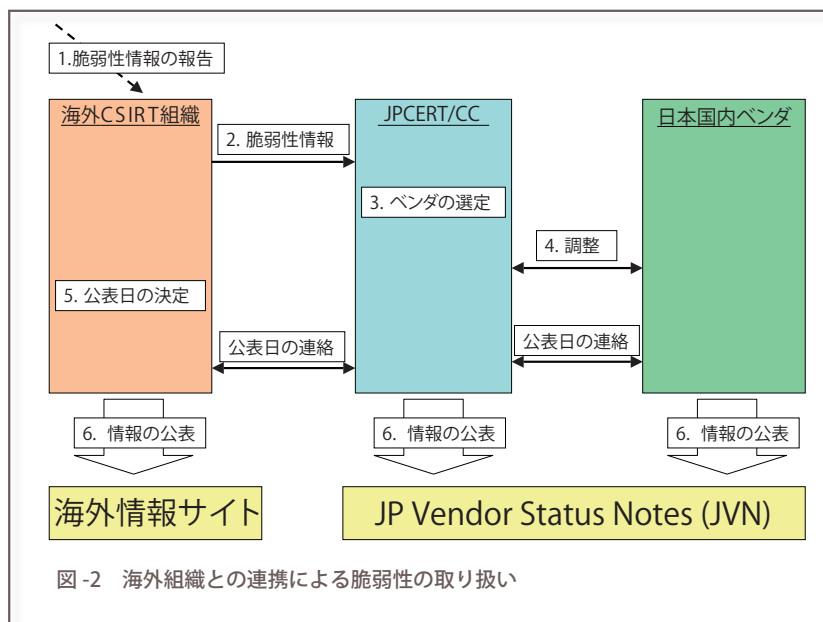 1.脆弱性情報の報告
海外CSIRT組織
JPCERT/CC
日本国内ベンダ
2. 脆弱性情報
3. ベンダの選定
4. 調整
5. 公表日の決定
公表日の連絡
公表日の連絡
6. 情報の公表
6. 情報の公表
6. 情報の公表
海外情報サイト
JP Vendor Status Notes (JVN)
図 -2 海外組織との連携による脆弱性の取り扱い